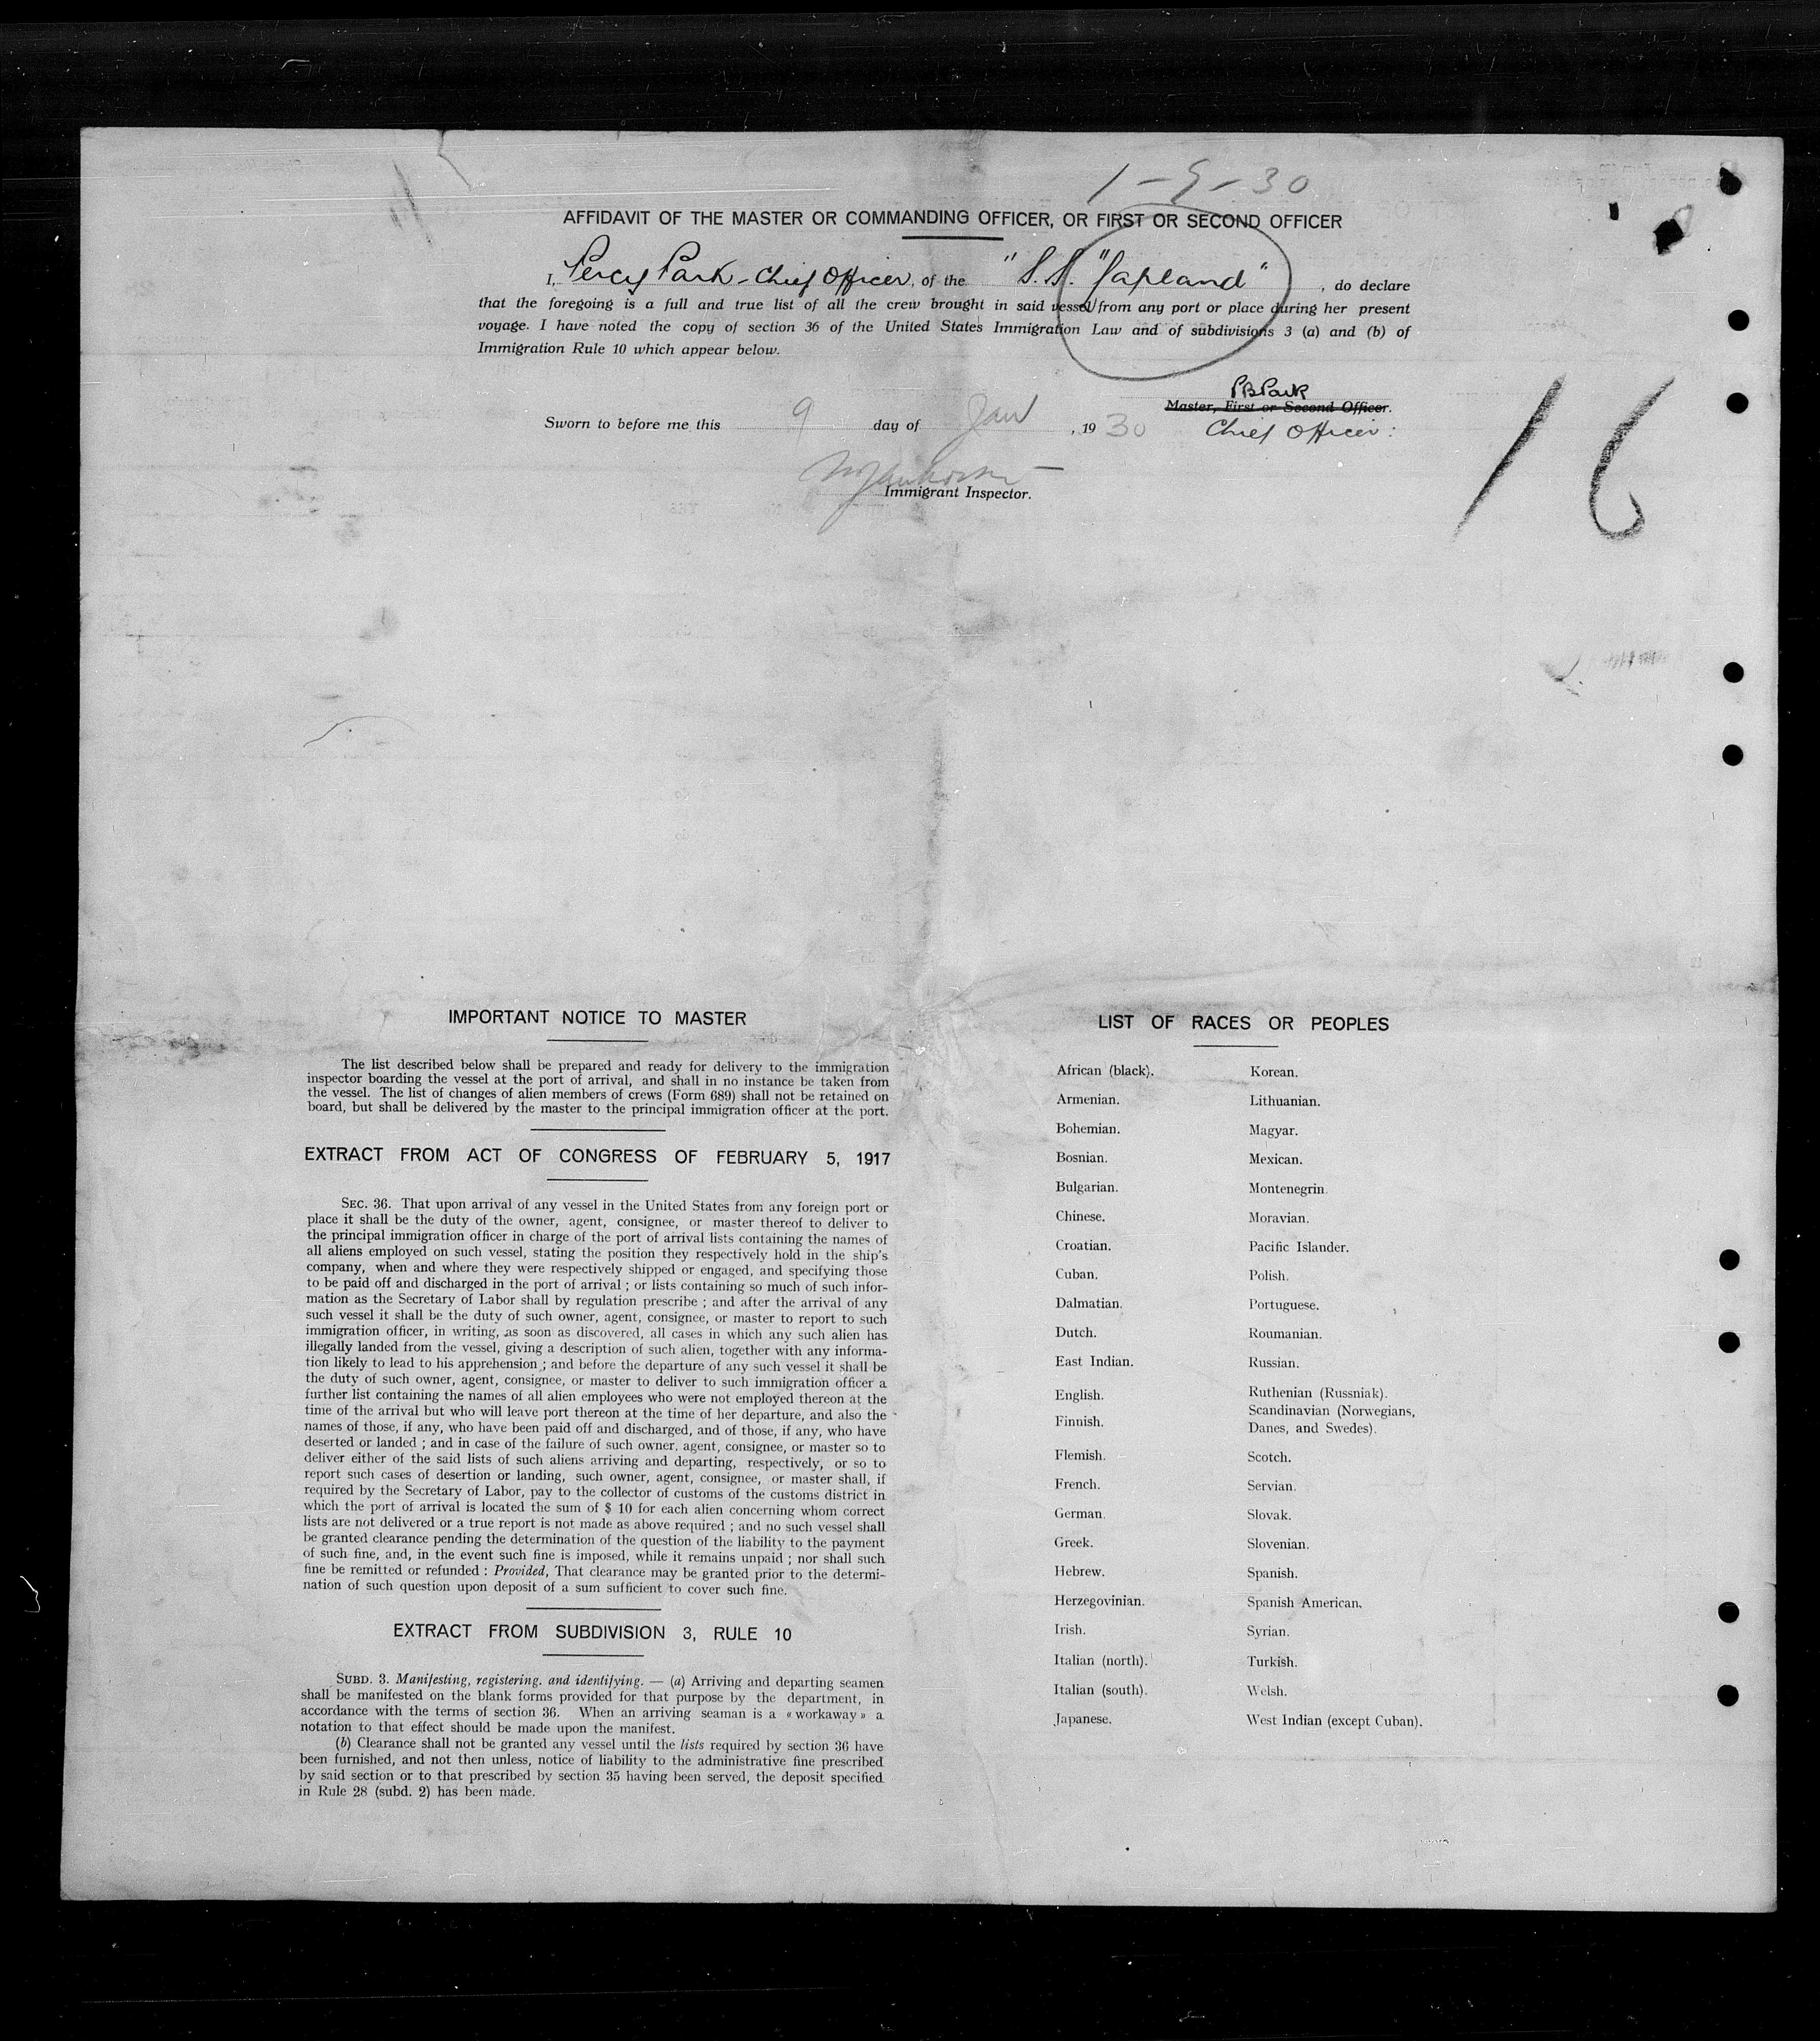 1-9-30
AFFIDAVIT OF THE MASTER OR COMMANDING OFFICER, OR FIRST OR SECOND OFFICER
I, Percy Park - Chief Officer, of the "S.S. "Lapland" , do declare
that the foregoing is a full and true list of all the crew brought in said vessel from any port or place during her present
voyage. I have noted the copy of section 36 of the United States Immigration Law and of subdivisions 3 (a) and (b) of
Immigration Rule 10 which appear below.
PBPark
Master, First or Second Officer.
Sworn to before me this 9 day of Jan , 19 30
Chief Officer:
16
Immigrant Inspector.
IMPORTANT NOTICE TO MASTER
The list described below shall be prepared and ready for delivery to the immigration
inspector boarding the vessel at the port of arrival, and shall in no instance be taken from
the vessel. The list of changes of alien members of crews (Form 689) shall not be retained on
board, but shall be delivered by the master to the principal immigration officer at the port.
EXTRACT FROM ACT OF CONGRESS OF FEBRUARY 5, 1917
SEC. 36. That upon arrival of any vessel in the United States from any foreign port or
place it shall be the duty of the owner, agent, consignee, or master thereof to deliver to
the principal immigration officer in charge of the port of arrival lists containing the names of
all aliens employed on such vessel, stating the position they respectively hold in the ship's
company, when and where they were respectively shipped or engaged, and specifying those
to be paid off and discharged in the port of arrival ; or lists containing so much of such infor-
mation as the Secretary of Labor shall by regulation prescribe ; and after the arrival of any
such vessel it shall be the duty of such owner, agent, consignee, or master to report to such
immigration officer, in writing, as soon as discovered, all cases in which any such alien has
illegally landed from the vessel, giving a description of such alien, together with any informa-
tion likely to lead to his apprehension ; and before the departure of any such vessel it shall be
the duty of such owner, agent, consignee, or master to deliver to such immigration officer a
further list containing the names of all alien employees who were not employed thereon at the
time of the arrival but who will leave port thereon at the time of her departure, and also the
names of those, if any, who have been paid off and discharged, and of those, if any, who have
deserted or landed ; and in case of the failure of such owner, agent, consignee, or master so to
deliver either of the said lists of such aliens arriving and departing, respectively, or so to
report such cases of desertion or landing, such owner, agent, consignee, or master shall, if
required by the Secretary of Labor, pay to the collector of customs of the customs district in
which the port of arrival is located the sum of $ 10 for each alien concerning whom correct
lists are not delivered or a true report is not made as above required ; and no such vessel shall
be granted clearance pending the determination of the question of the liability to the payment
of such fine, and, in the event such fine is imposed, while it remains unpaid ; nor shall such
fine be remitted or refunded : Provided, That clearance may be granted prior to the determi-
nation of such question upon deposit of a sum sufficient to cover such fine.
EXTRACT FROM SUBDIVISION 3, RULE 10
SUBD. 3. Manifesting, registering. and identifying. — (a) Arriving and departing seamen
shall be manifested on the blank forms provided for that purpose by the department, in
accordance with the terms of section 36. When an arriving seaman is a « workaway » a
notation to that effect should be made upon the manifest.
(b) Clearance shall not be granted any vessel until the lists required by section 36 have
been furnished, and not then unless, notice of liability to the administrative fine prescribed
by said section or to that prescribed by section 35 having been served, the deposit specified
in Rule 28 (subd. 2) has been made.
LIST OF RACES OR PEOPLES
African (black).
Armenian.
Bohemian.
Bosnian.
Bulgarian.
Chinese.
Croatian.
Cuban.
Dalmatian.
Dutch.
East Indian.
English.
Finnish.
Flemish.
French.
German.
Greek.
Hebrew.
Herzegovinian.
Irish.
Italian (north).
Italian (south).
Japanese.
Korean.
Lithuanian.
Magyar.
Mexican.
Montenegrin.
Moravian.
Pacific Islander.
Polish.
Portuguese.
Roumanian.
Russian.
Ruthenian (Russniak).
Scandinavian (Norwegians,
Danes, and Swedes).
Scotch.
Servian.
Slovak.
Slovenian.
Spanish.
Spanish American.
Syrian.
Turkish.
Welsh.
West Indian (except Cuban).